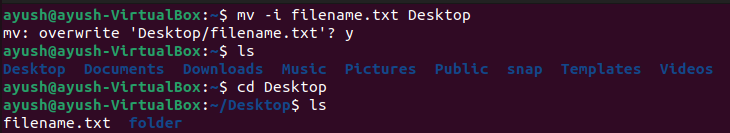 ayush@ayush-VirtualBox:~$ mv -i filename.txt Desktop
mv: overwrite 'Desktop/filename.txt'? y
ayush@ayush-VirtualBox:~$ ls
Desktop  Documents  Downloads  Music  Pictures  Public  snap  Templates  Videos
ayush@ayush-VirtualBox:~$ cd Desktop
ayush@ayush-VirtualBox:~/Desktop$ ls
filename.txt  folder